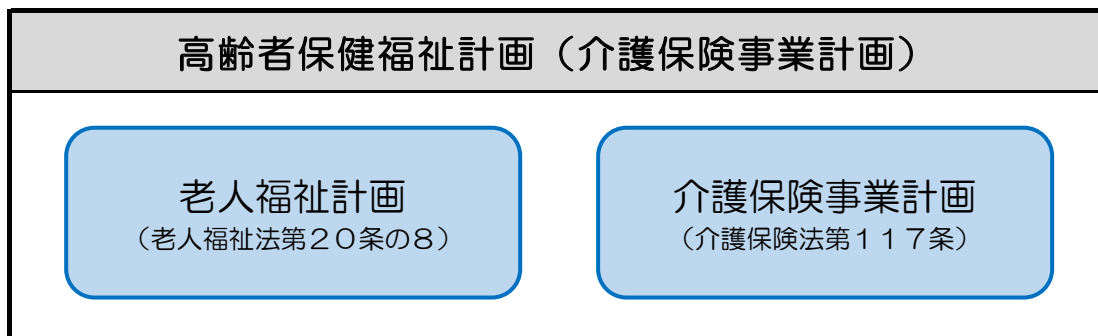 高齢者保健福祉計画（介護保険事業計画）
老人福祉計画
（老人福祉法第２０条の８）
介護保険事業計画
（介護保険法第１１７条）